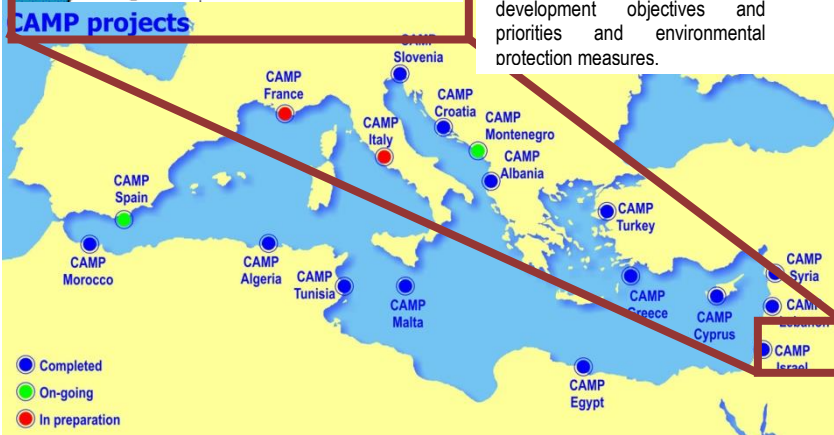 development objectives and
priorities and environmental
protection measures.
CAMP projects
CAMP
Slovenia
CAMP
France
CAMP
Croatia
CAMP
Italy
CAMP
Montenegro
CAMP
Albania
CAMP
Spain
CAMP
Turkey
CAMP
Morocco
CAMP
Algeria
CAMP
Tunisia
CAMP
Malta
CAMP
Syria
CAMP
Greece
CAMP
Cyprus
CAMP
Lebanon
CAMP
Israel
CAMP
Egypt
Completed
On-going
In preparation